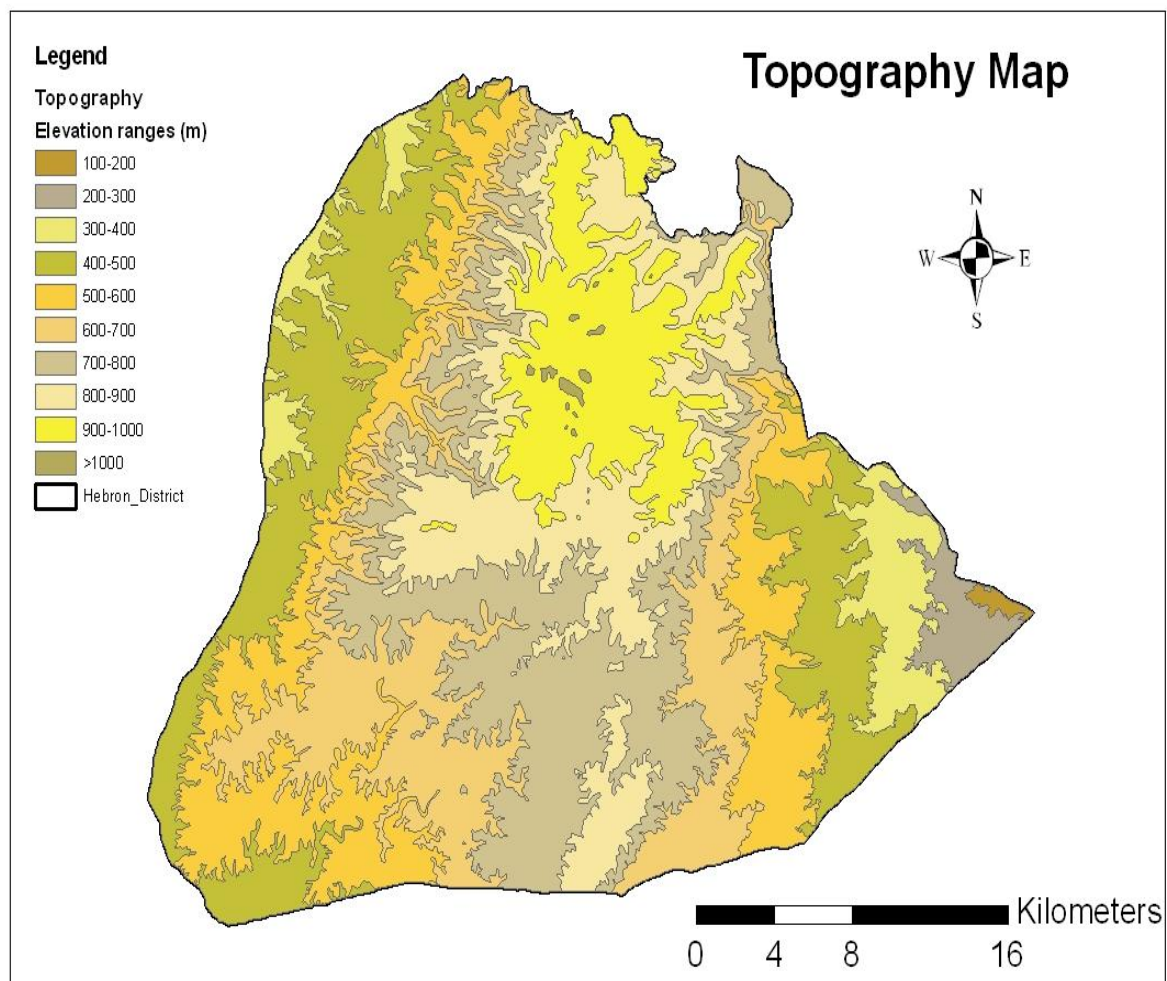 Topography Map
Legend
Topography
Elevation ranges (m)
100-200
200-300
300-400
400-500
500-600
600-700
700-800
800-900
900-1000
>1000
Hebron_District
N
W
E
S
Kilometers
0 4 8 16